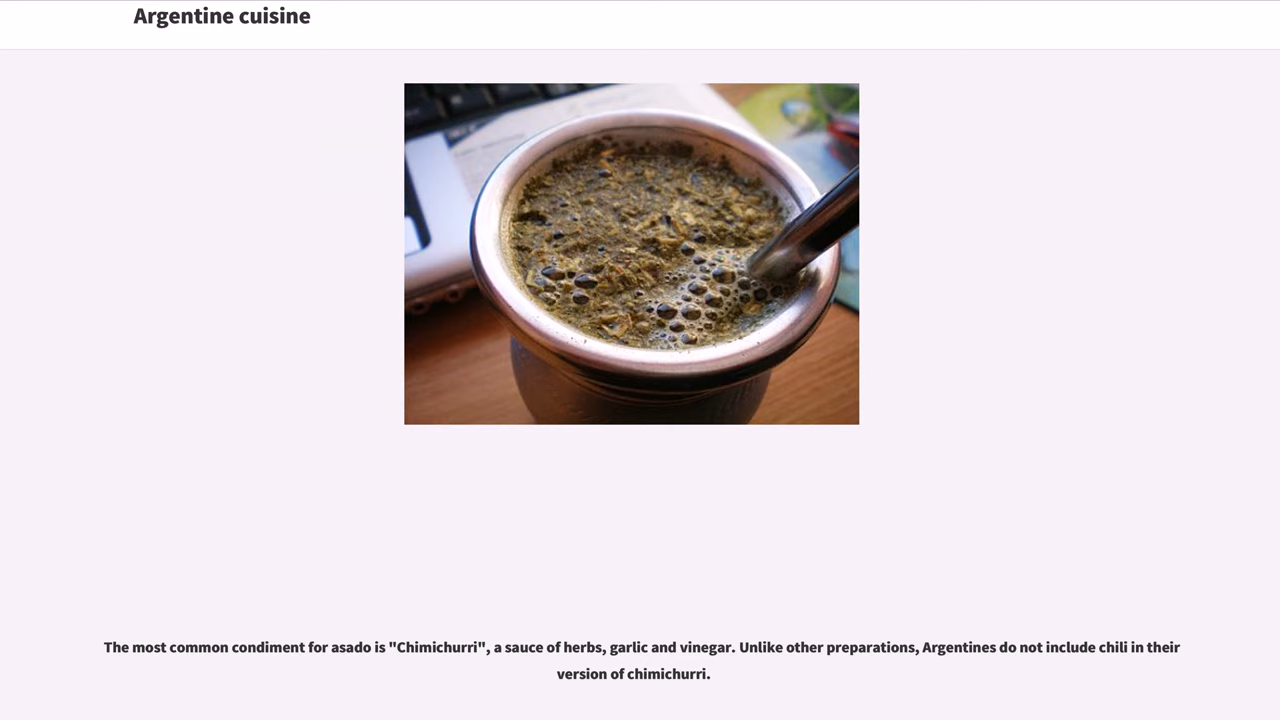 Argentine cuisine
The most common condiment for asado is "Chimichurri", a sauce of herbs, garlic and vinegar. Unlike other preparations, Argentines do not include chili in their
version of chimichurri.